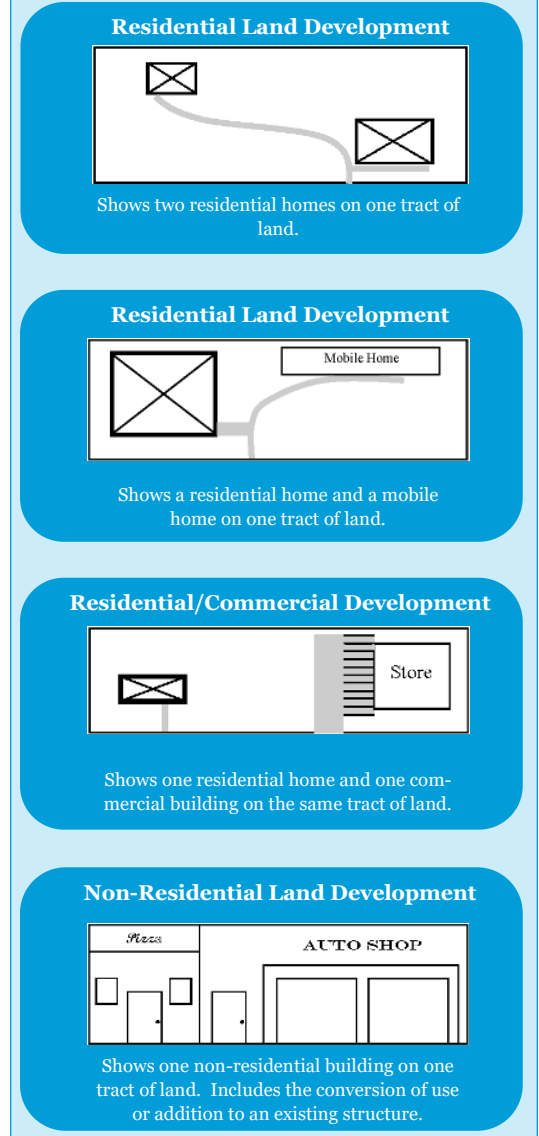 Residential Land Development
Shows two residential homes on one tract of
land.
Residential Land Development
Mobile Home
Shows a residential home and a mobile
home on one tract of land.
Residential/Commercial Development
Store
Shows one residential home and one com-
mercial building on the same tract of land.
Non-Residential Land Development
Pizza
AUTO SHOP
Shows one non-residential building on one
tract of land.  Includes the conversion of use
or addition to an existing structure.